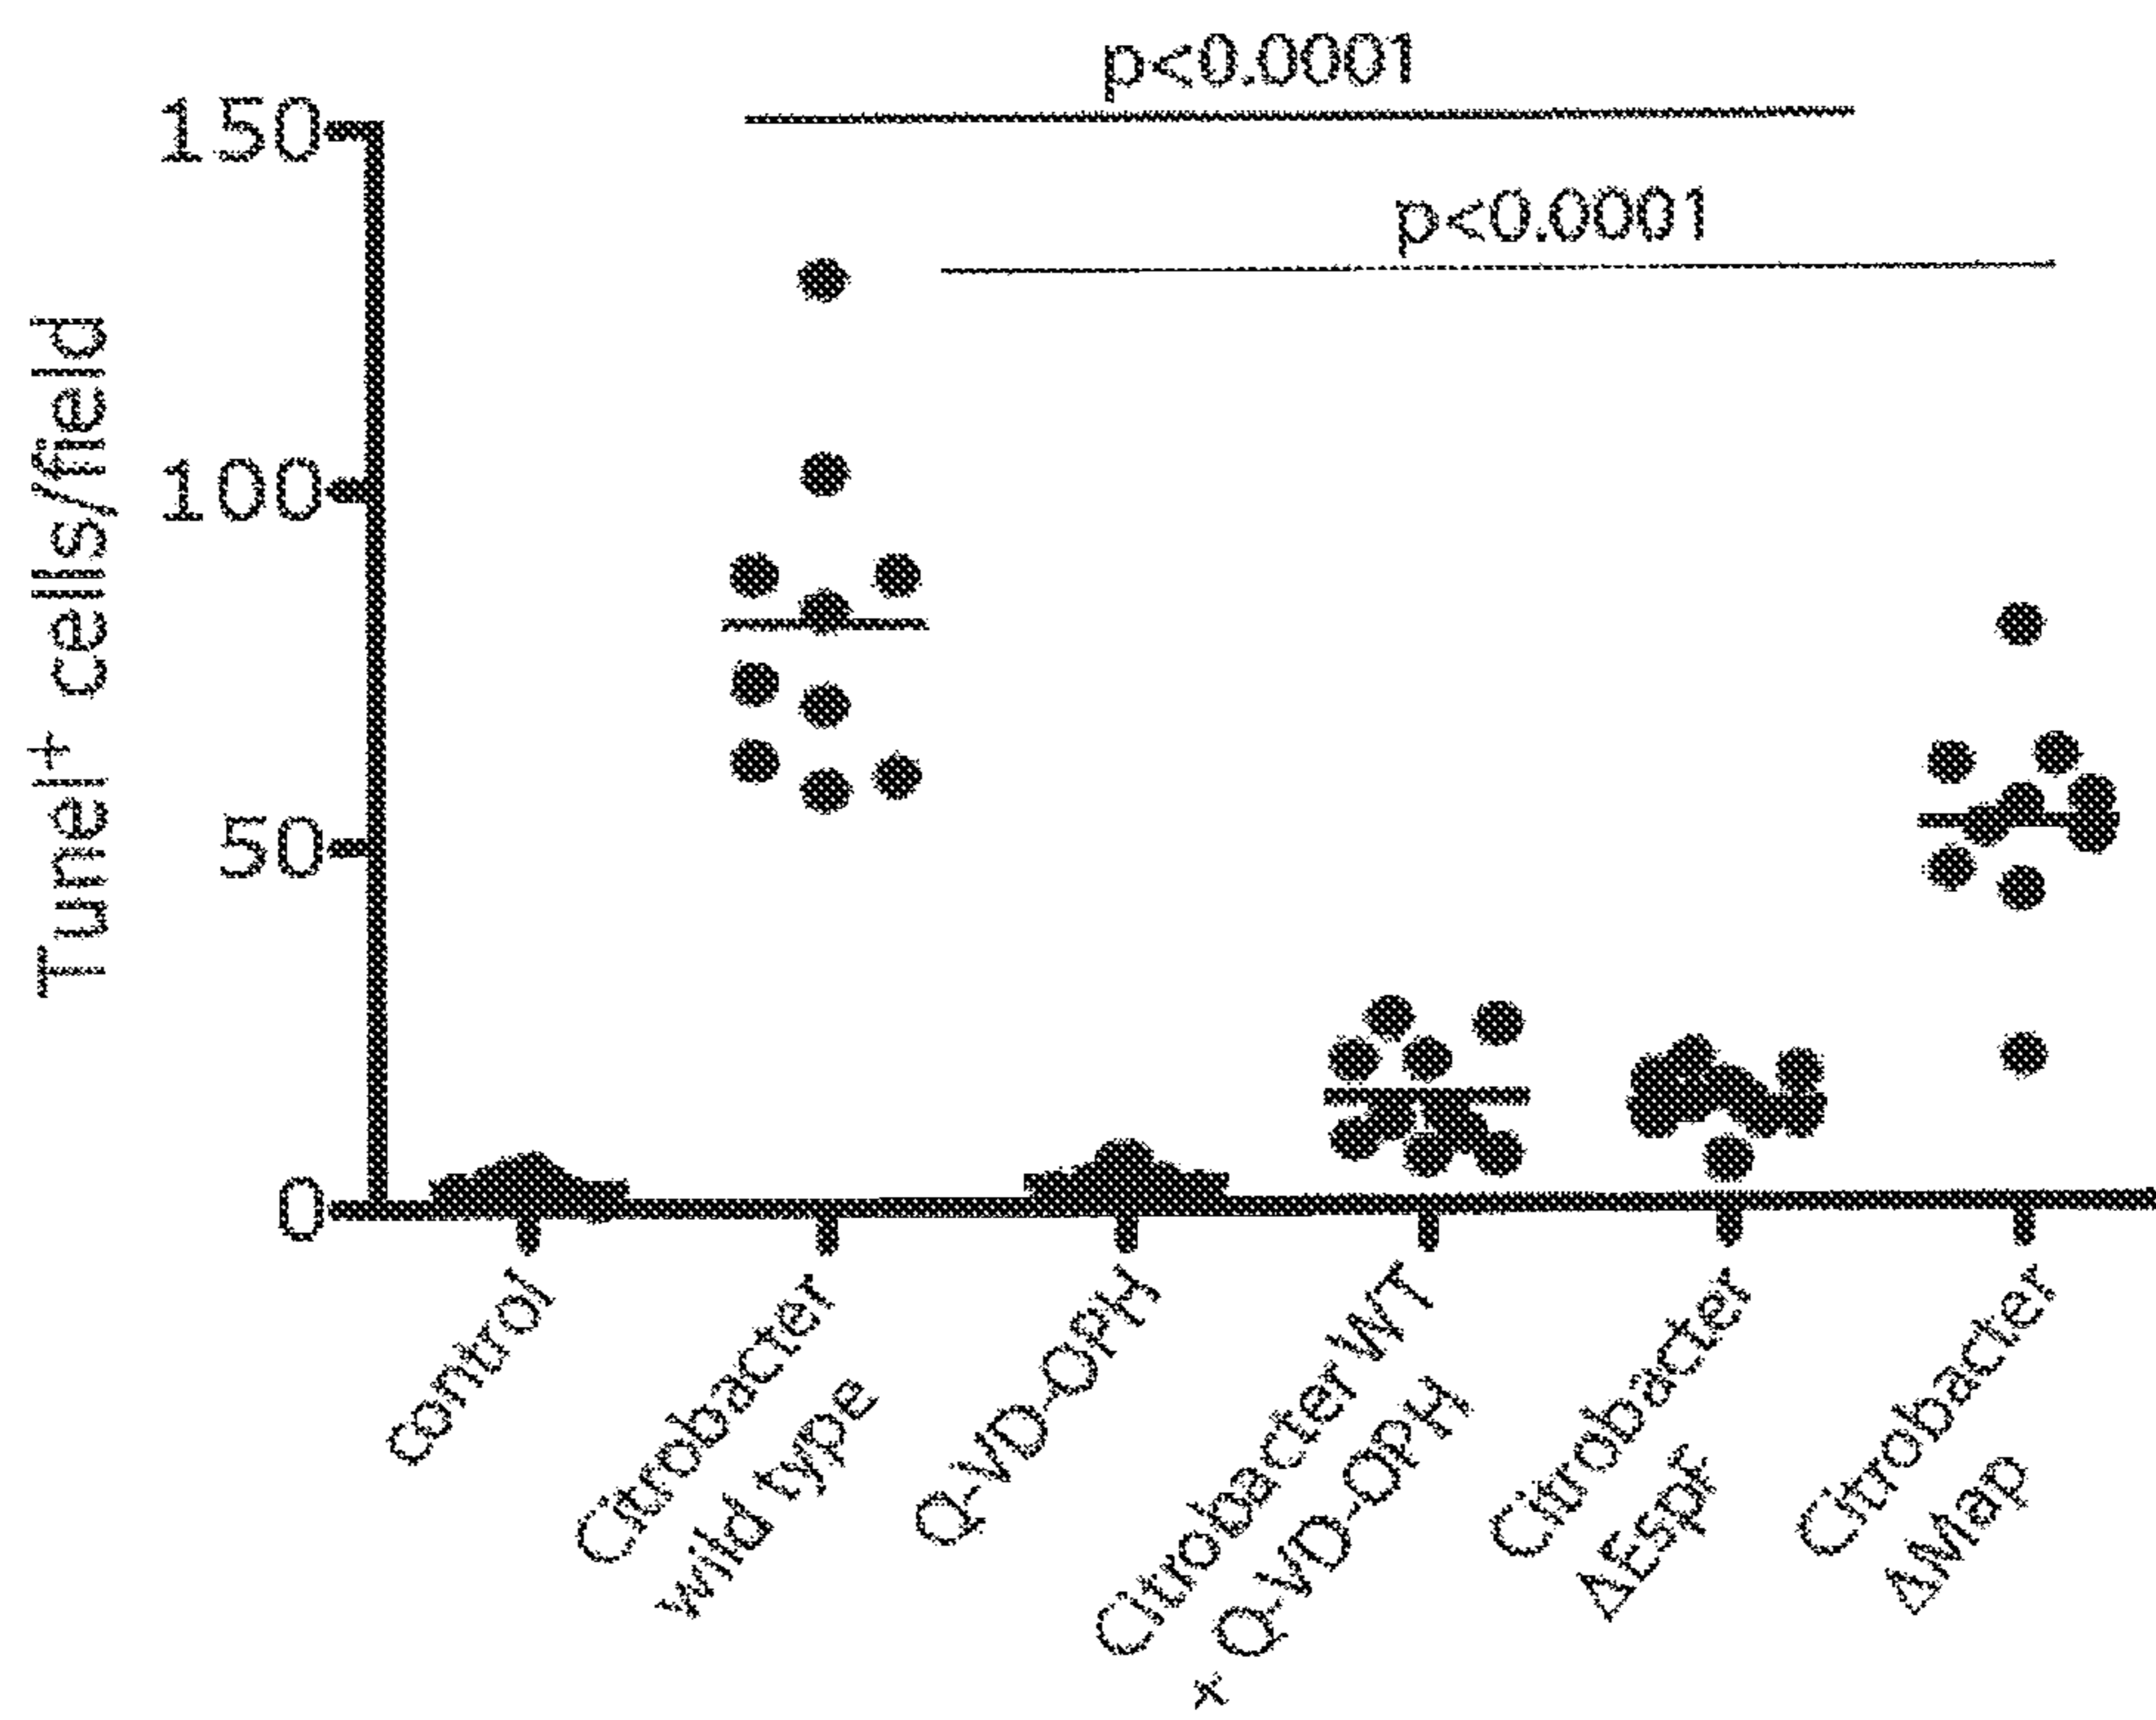 p<0.0001
p<0.0001
150
100
50
0
Tunel⁺ cells/field
control
Citrobacter
wild type
Q-VD-OPH
Citrobacter WT
+ Q-VD-OPH
Citrobacter
ΔEspF
Citrobacter
ΔMap